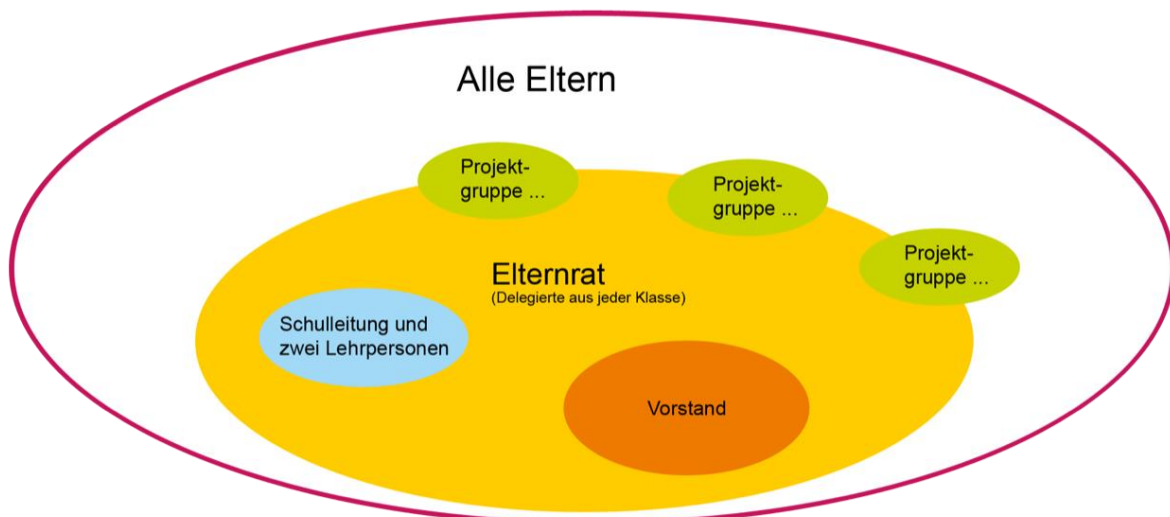 Alle Eltern
Projekt-
gruppe ...
Projekt-
gruppe ...
Projekt-
gruppe ...
Elternrat
(Delegierte aus jeder Klasse)
Schulleitung und
zwei Lehrpersonen
Vorstand